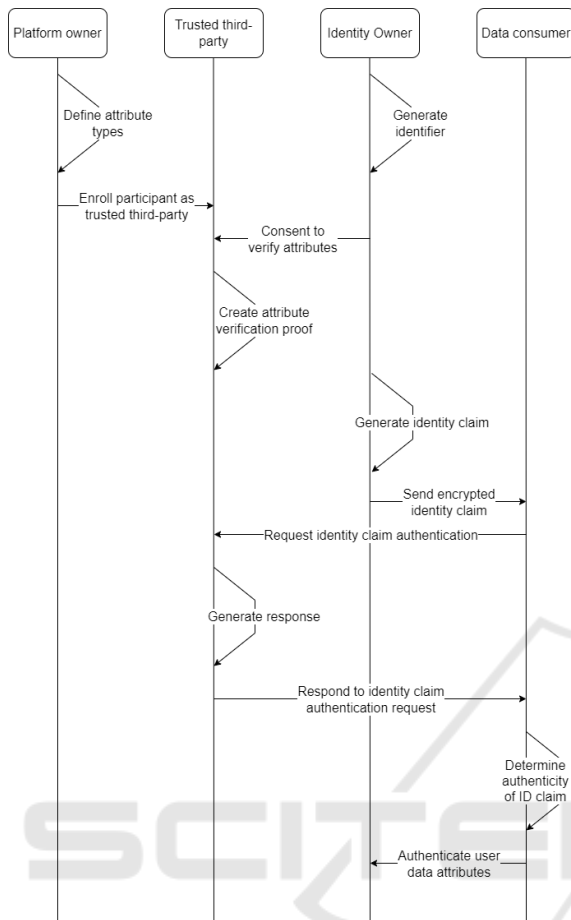 Platform owner
Trusted third-
party
Identity Owner
Data consumer
Define attribute
types
Generate
identifier
Enroll participant as
trusted third-party
Consent to
verify attributes
Create attribute
verification proof
Generate identity claim
Send encrypted
identity claim
Request identity claim authentication
Generate response
Respond to identity claim
authentication request
Determine
authenticity
of ID claim
Authenticate user
data attributes
SCITE